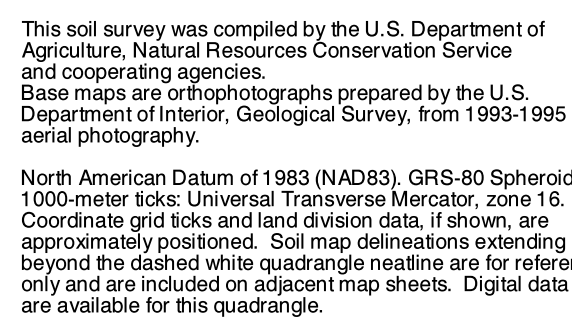 This soil survey was compiled by the U.S. Department of
Agriculture, Natural Resources Conservation Service
and cooperating agencies.
Base maps are orthophotographs prepared by the U.S.
Department of Interior, Geological Survey, from 1993-1995
aerial photography.

North American Datum of 1983 (NAD83). GRS-80 Spheroid
1000-meter ticks: Universal Transverse Mercator, zone 16.
Coordinate grid ticks and land division data, if shown, are
approximately positioned.  Soil map delineations extending
beyond the dashed white quadrangle neatline are for
only and are included on adjacent map sheets.  Digital data
are available for this quadrangle.